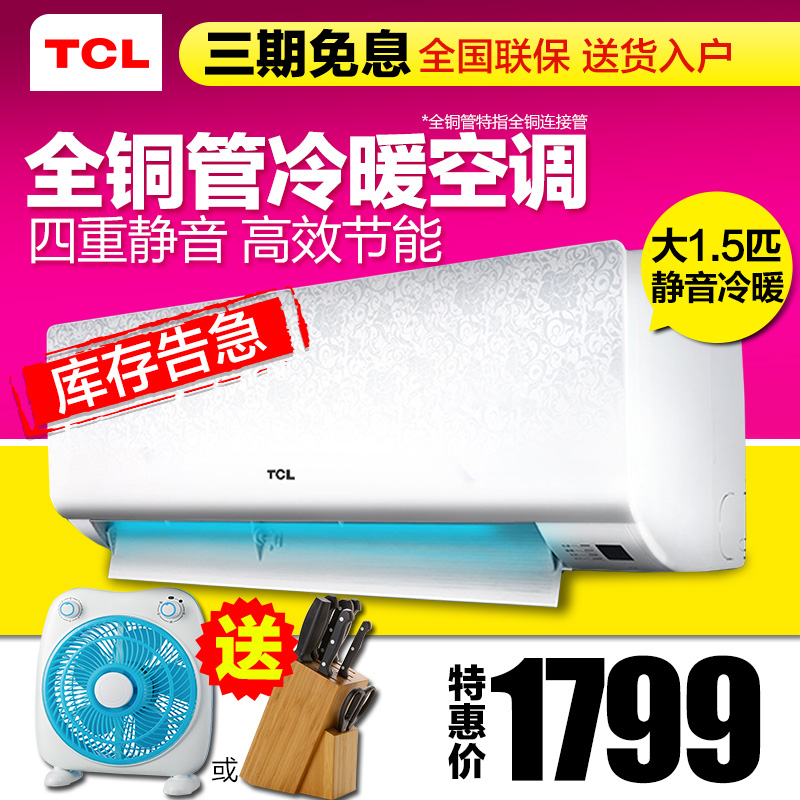 TCL
三期免息 全国联保 送货入户
*全铜管特指全铜连接管
全铜管冷暖空调
四重静音 高效节能
大1.5匹
静音冷暖
库存告急
TCL
送
或
特惠价
1799